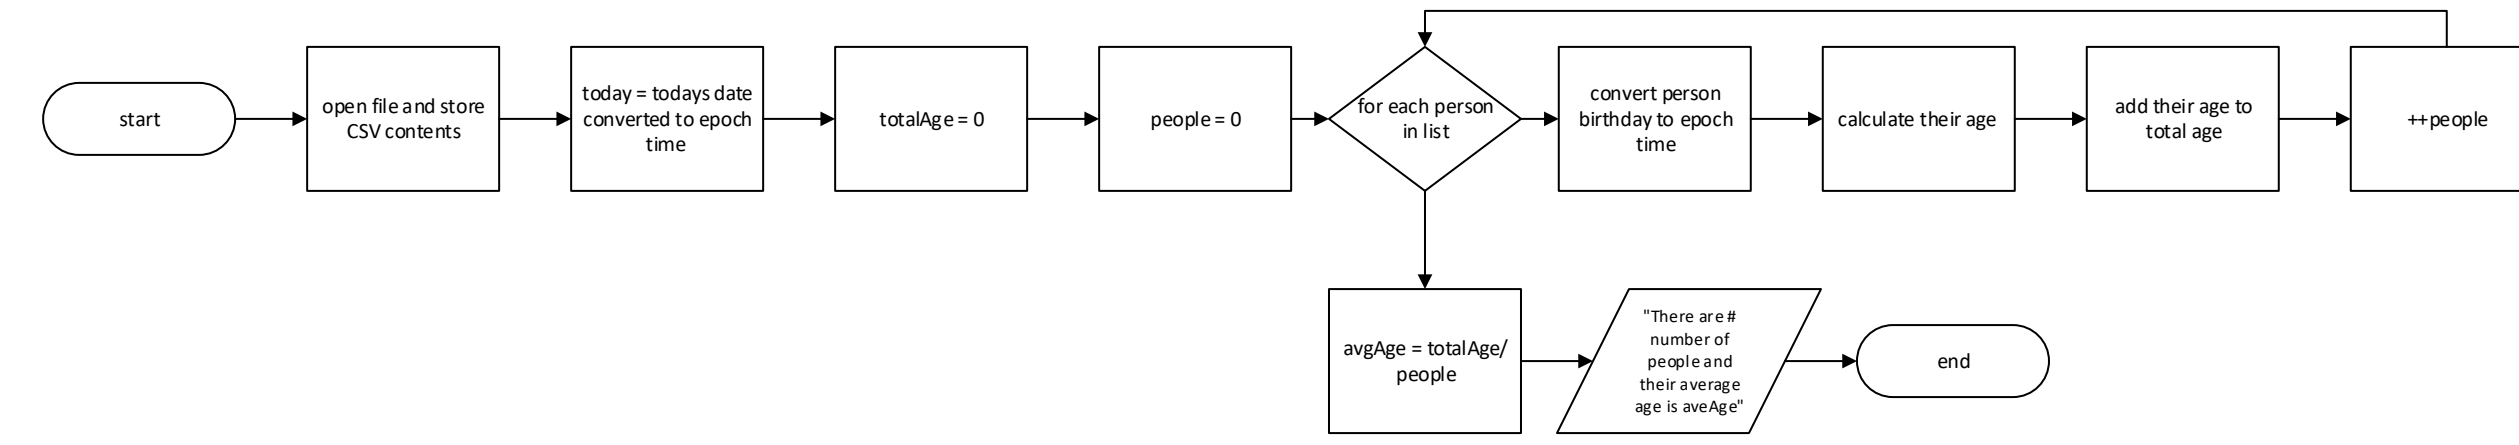 start
open file and store
CSV contents
today = todays date
converted to epoch
time
totalAge = 0
people = 0
for each person
in list
convert person
birthday to epoch
time
calculate their age
add their age to
total age
++people
avgAge = totalAge/
people
"There are #
number of
people and
their average
age is aveAge"
end